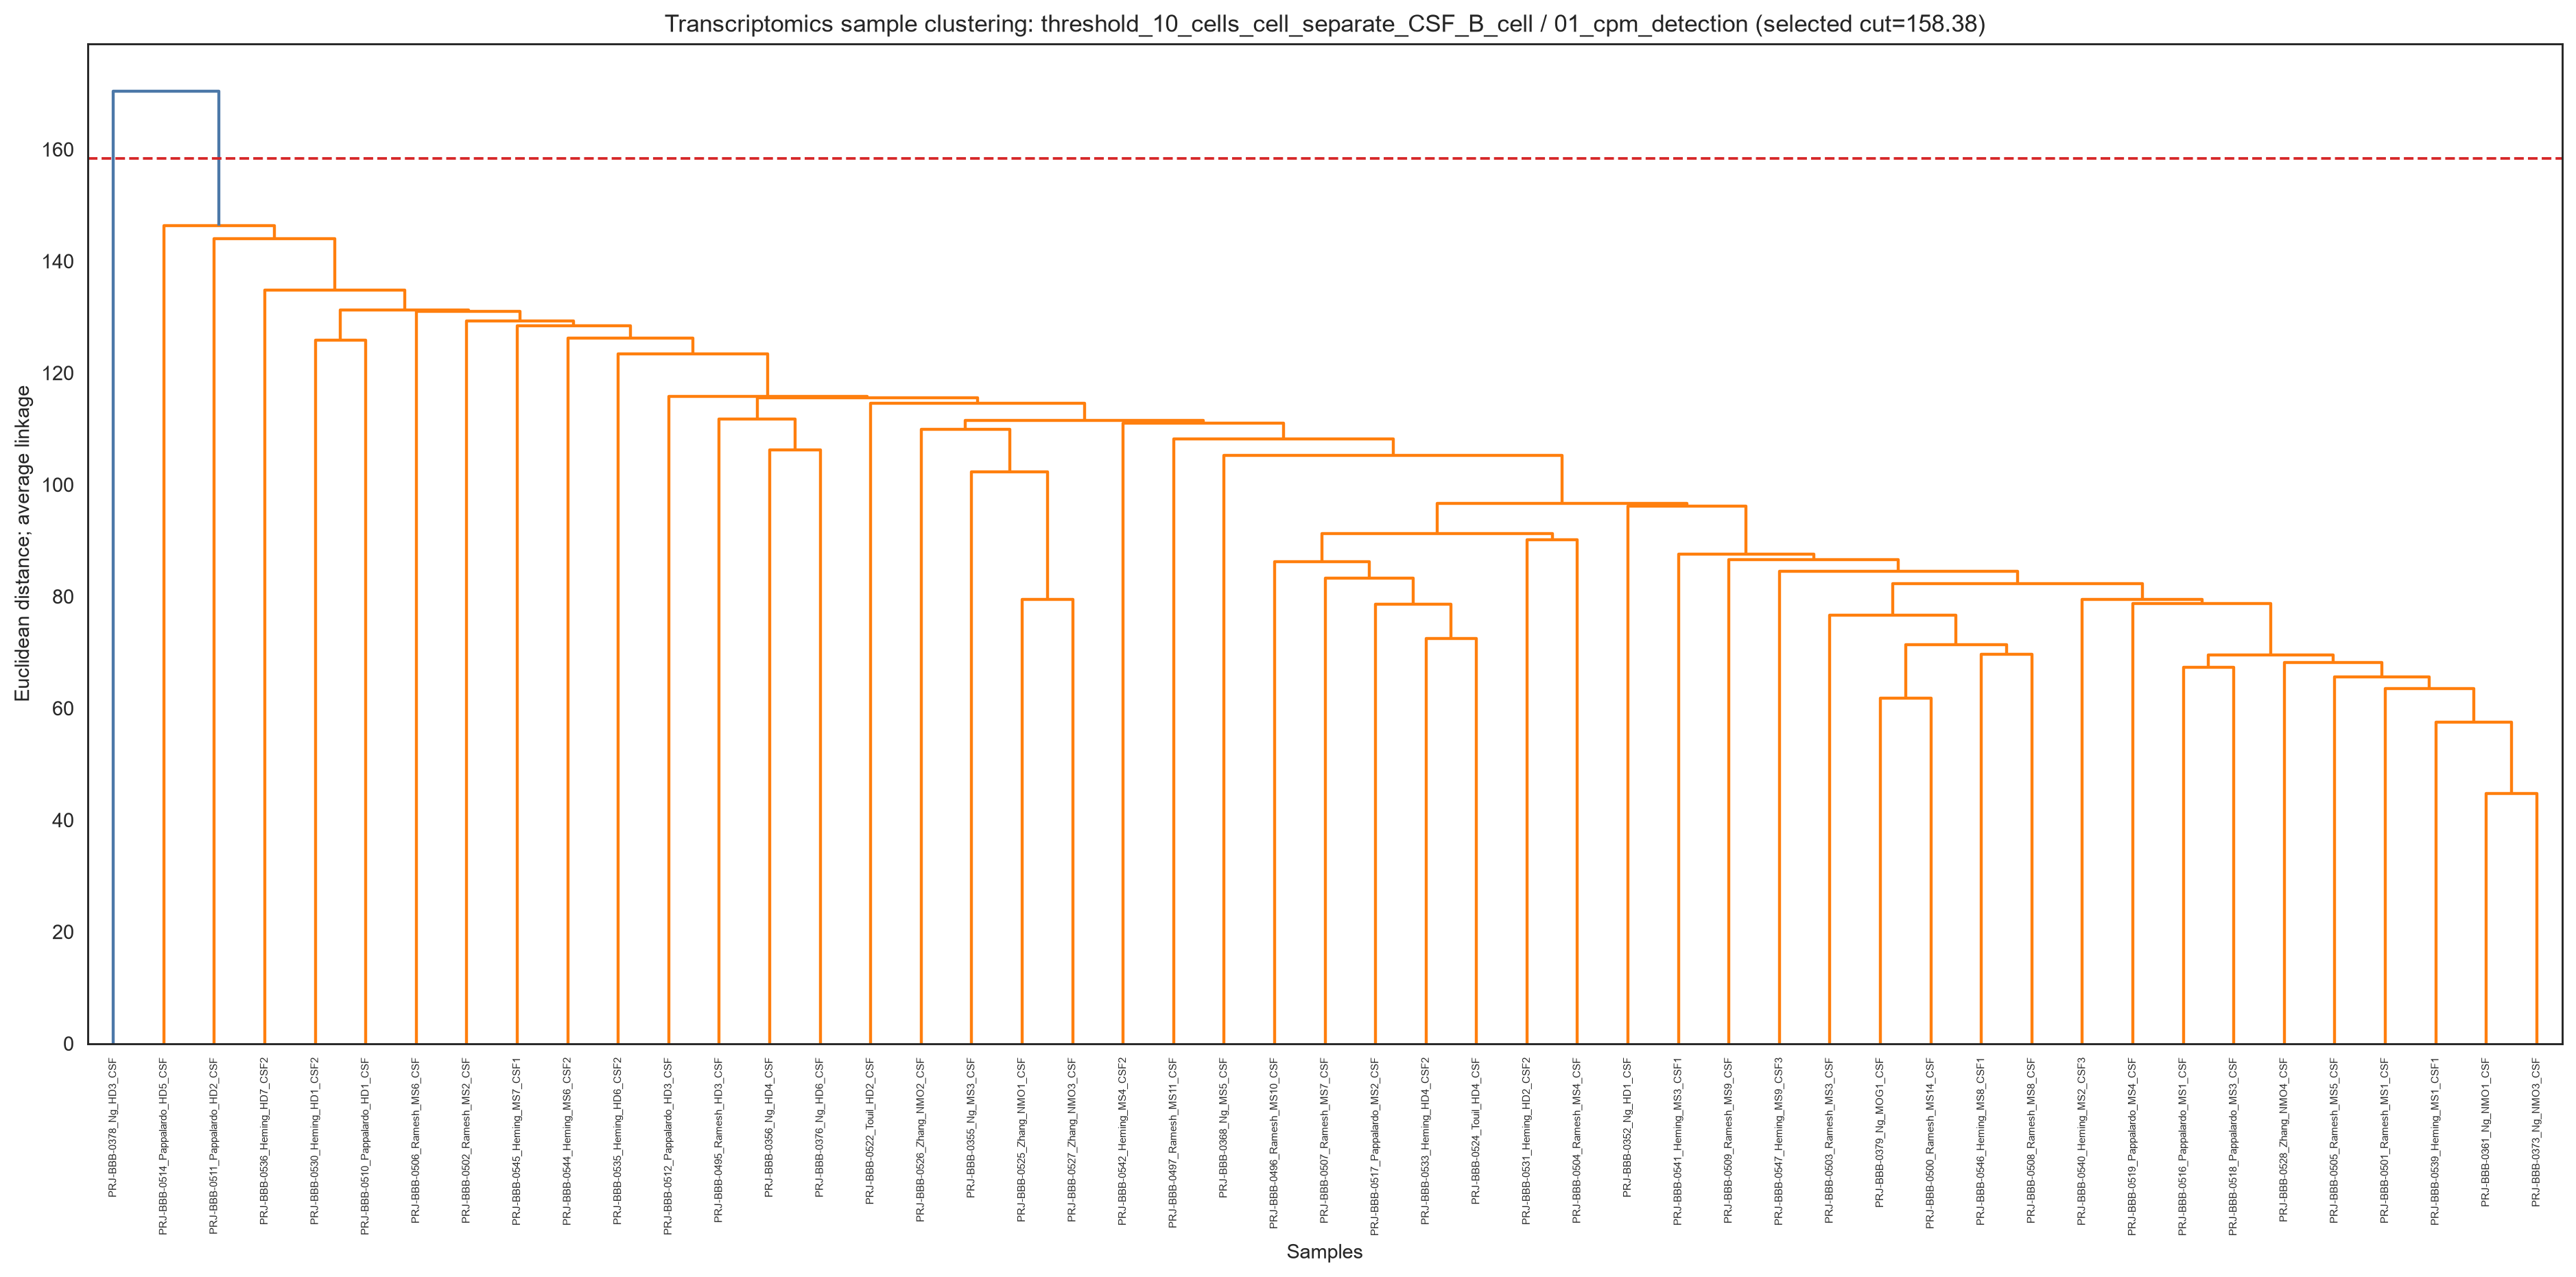 Transcriptomics sample clustering: threshold_10_cells_cell_separate_CSF_B_cell / 01_cpm_detection (selected cut=158.38)
Euclidean distance; average linkage
160
140
120
100
80
60
40
20
0
PRJ-BBB-0378_Ng_HD3_CSF
PRJ-BBB-0514_Pappalardo_HD5_CSF
PRJ-BBB-0511_Pappalardo_HD2_CSF
PRJ-BBB-0536_Heming_HD7_CSF2
PRJ-BBB-0530_Heming_HD1_CSF2
PRJ-BBB-0510_Pappalardo_HD1_CSF
PRJ-BBB-0506_Ramesh_MS6_CSF
PRJ-BBB-0502_Ramesh_MS2_CSF
PRJ-BBB-0545_Heming_MS7_CSF1
PRJ-BBB-0544_Heming_MS6_CSF2
PRJ-BBB-0535_Heming_HD6_CSF2
PRJ-BBB-0512_Pappalardo_HD3_CSF
PRJ-BBB-0495_Ramesh_HD3_CSF
PRJ-BBB-0356_Ng_HD4_CSF
PRJ-BBB-0376_Ng_HD6_CSF
PRJ-BBB-0522_Touil_HD2_CSF
PRJ-BBB-0526_Zhang_NMO2_CSF
PRJ-BBB-0355_Ng_MS3_CSF
PRJ-BBB-0525_Zhang_NMO1_CSF
PRJ-BBB-0527_Zhang_NMO3_CSF
PRJ-BBB-0542_Heming_MS4_CSF2
PRJ-BBB-0497_Ramesh_MS11_CSF
PRJ-BBB-0368_Ng_MS5_CSF
PRJ-BBB-0496_Ramesh_MS10_CSF
PRJ-BBB-0507_Ramesh_MS7_CSF
PRJ-BBB-0517_Pappalardo_MS2_CSF
PRJ-BBB-0533_Heming_HD4_CSF2
PRJ-BBB-0524_Touil_HD4_CSF
PRJ-BBB-0531_Heming_HD2_CSF2
PRJ-BBB-0504_Ramesh_MS4_CSF
PRJ-BBB-0352_Ng_HD1_CSF
PRJ-BBB-0541_Heming_MS3_CSF1
PRJ-BBB-0509_Ramesh_MS9_CSF
PRJ-BBB-0547_Heming_MS9_CSF3
PRJ-BBB-0503_Ramesh_MS3_CSF
PRJ-BBB-0379_Ng_MOG1_CSF
PRJ-BBB-0500_Ramesh_MS14_CSF
PRJ-BBB-0546_Heming_MS8_CSF1
PRJ-BBB-0508_Ramesh_MS8_CSF
PRJ-BBB-0540_Heming_MS2_CSF3
PRJ-BBB-0519_Pappalardo_MS4_CSF
PRJ-BBB-0516_Pappalardo_MS1_CSF
PRJ-BBB-0518_Pappalardo_MS3_CSF
PRJ-BBB-0528_Zhang_NMO4_CSF
PRJ-BBB-0505_Ramesh_MS5_CSF
PRJ-BBB-0501_Ramesh_MS1_CSF
PRJ-BBB-0539_Heming_MS1_CSF1
PRJ-BBB-0361_Ng_NMO1_CSF
PRJ-BBB-0373_Ng_NMO3_CSF
Samples